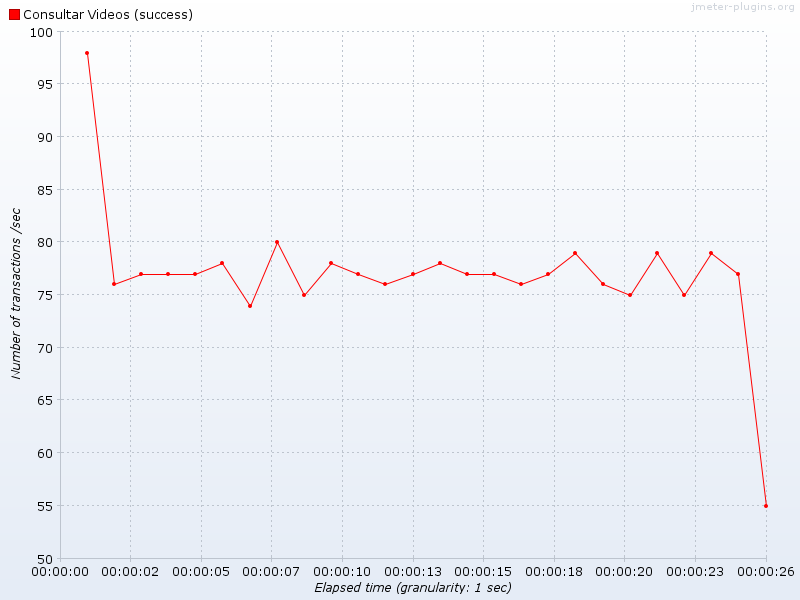 jmeter-plugins.org
Consultar Videos (success)
100
95
90
85
80
75
70
65
60
55
50
Number of transactions /sec
00:00:00 00:00:02 00:00:05 00:00:07 00:00:10 00:00:13 00:00:15 00:00:18 00:00:20 00:00:23 00:00:26
Elapsed time (granularity: 1 sec)